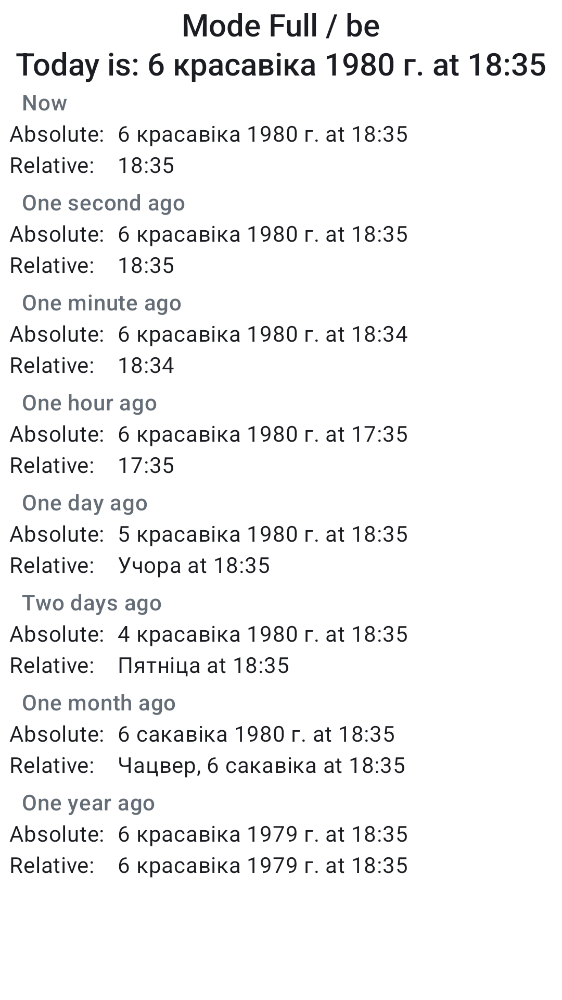 Mode Full / be
Today is: 6 красавіка 1980 г. at 18:35
Now
Absolute: 6 красавіка 1980 г. at 18:35
Relative: 18:35
One second ago
Absolute: 6 красавіка 1980 г. at 18:35
Relative: 18:35
One minute ago
Absolute: 6 красавіка 1980 г. at 18:34
Relative: 18:34
One hour ago
Absolute: 6 красавіка 1980 г. at 17:35
Relative: 17:35
One day ago
Absolute: 5 красавіка 1980 г. at 18:35
Relative: Учора at 18:35
Two days ago
Absolute: 4 красавіка 1980 г. at 18:35
Relative: Пятніца at 18:35
One month ago
Absolute: 6 сакавіка 1980 г. at 18:35
Relative: Чацвер, 6 сакавіка at 18:35
One year ago
Absolute: 6 красавіка 1979 г. at 18:35
Relative: 6 красавіка 1979 г. at 18:35